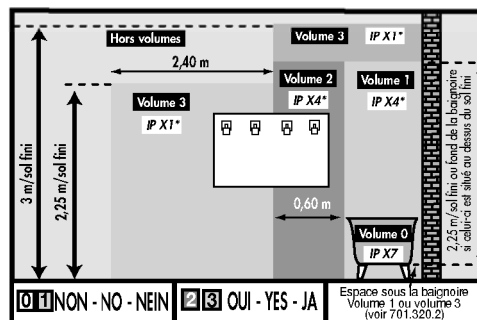 Hors volumes
Volume 3
IP X1*
2,40 m
Volume 2
IP X4*
Volume 1
IP X4*
Volume 3
IP X1*
3 m/sol fini
2,25 m/sol fini
0,60 m
Volume 0
IP X7
2,25 m/sol fini ou fond de la baignoire
si celui-ci est situé au dessus du sol fini
0 1 NON - NO - NEIN
2 3 OUI - YES - JA
Espace sous la baignoire
Volume 1 ou volume 3
(voir 701.320.2)